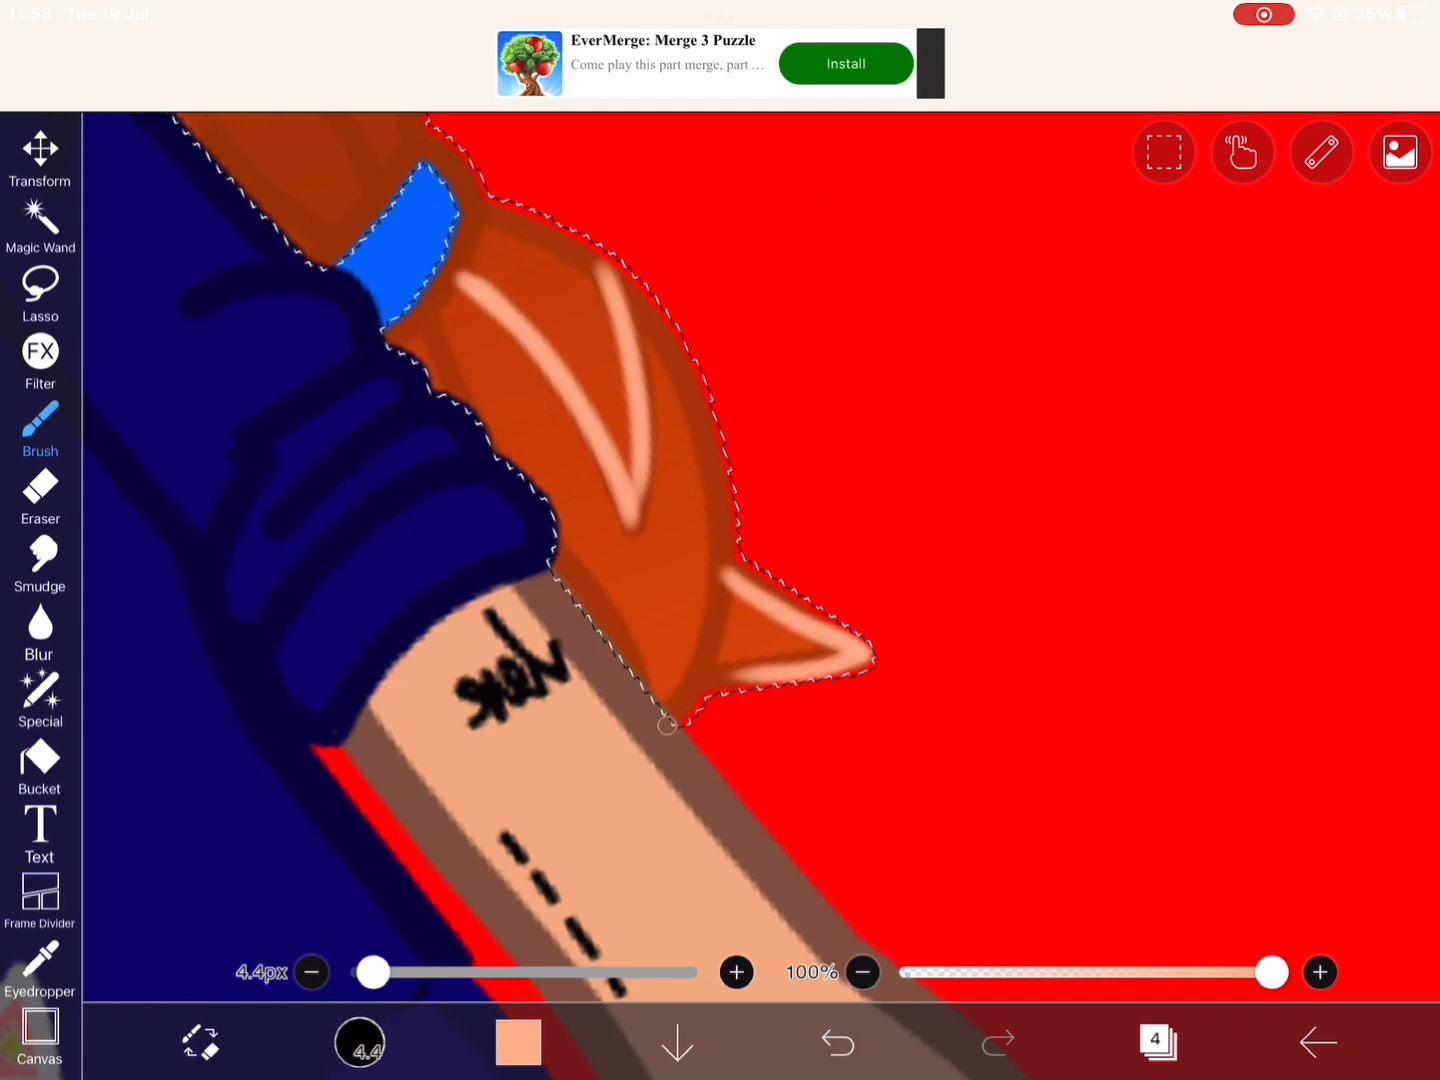 11:58 Tue 19 Jul
25%
EverMerge: Merge 3 Puzzle
Come play this part merge, part ...
Install
Transform
Magic Wand
Lasso
FX
Filter
Brush
Eraser
Smudge
Blur
Special
Bucket
T
Text
Frame Divider
Eyedropper
Canvas
4.4px
100%
4.4
4